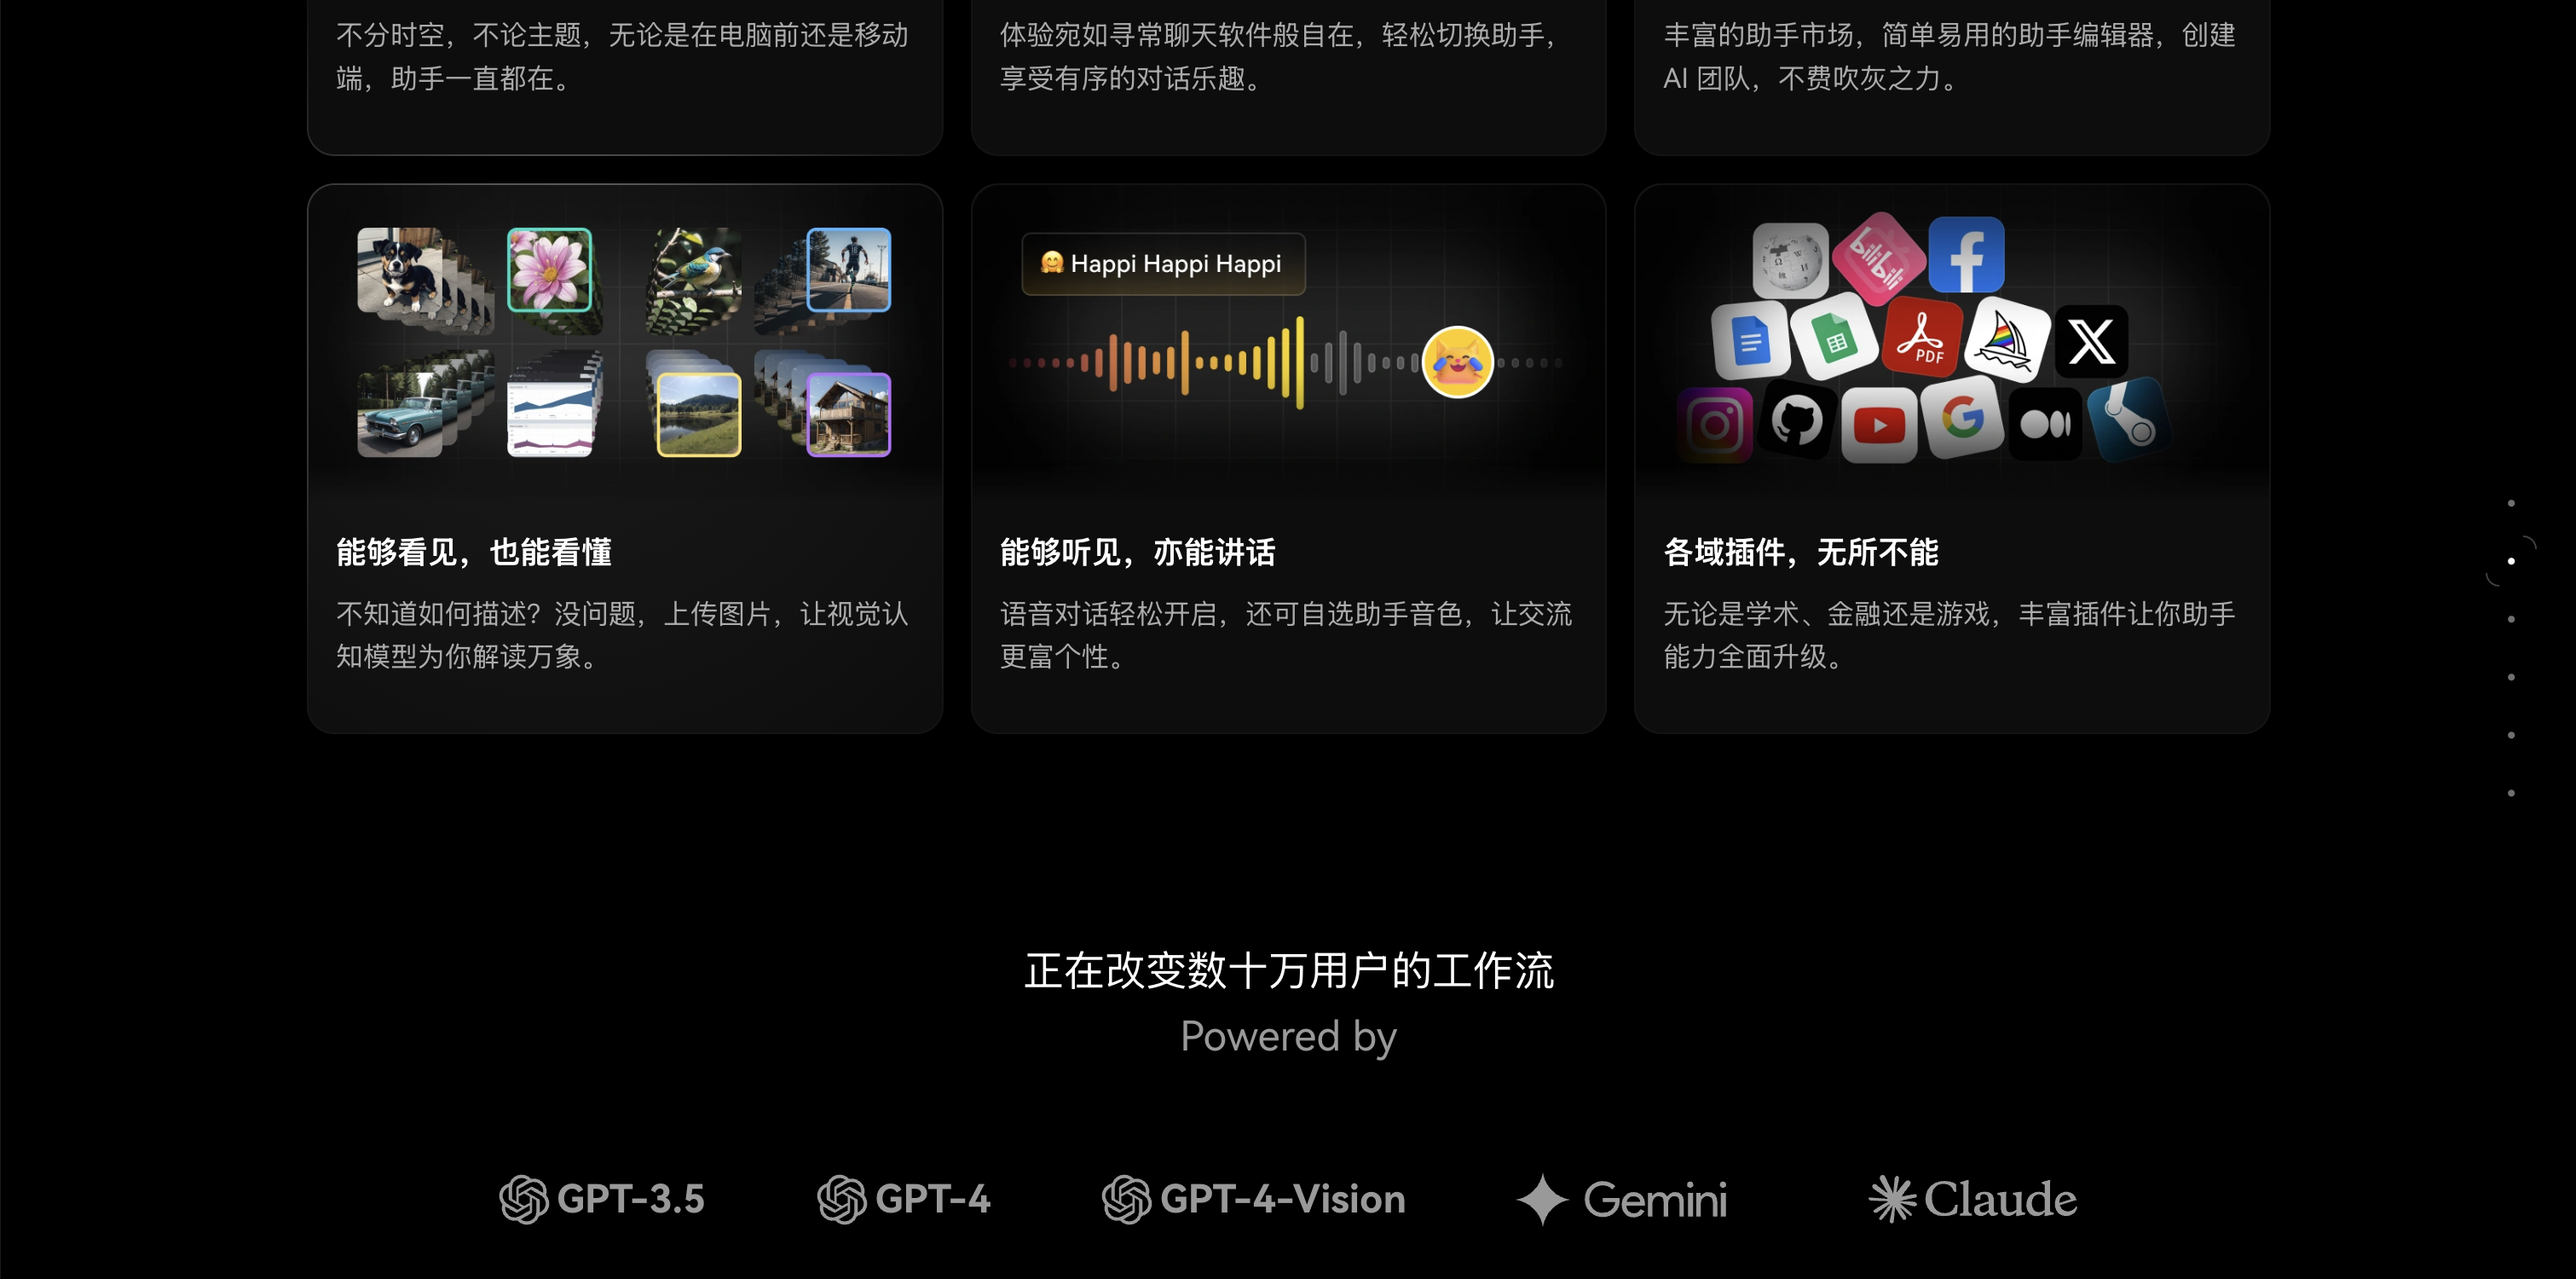 不分时空，不论主题，无论是在电脑前还是移动
端，助手一直都在。
体验宛如寻常聊天软件般自在，轻松切换助手，
享受有序的对话乐趣。
丰富的助手市场，简单易用的助手编辑器，创建
AI 团队，不费吹灰之力。
🤗 Happi Happi Happi
bilibili
PDF
能够看见，也能看懂
不知道如何描述？没问题，上传图片，让视觉认
知模型为你解读万象。
能够听见，亦能讲话
语音对话轻松开启，还可自选助手音色，让交流
更富个性。
各域插件，无所不能
无论是学术、金融还是游戏，丰富插件让你助手
能力全面升级。
正在改变数十万用户的工作流
Powered by
GPT-3.5
GPT-4
GPT-4-Vision
Gemini
Claude